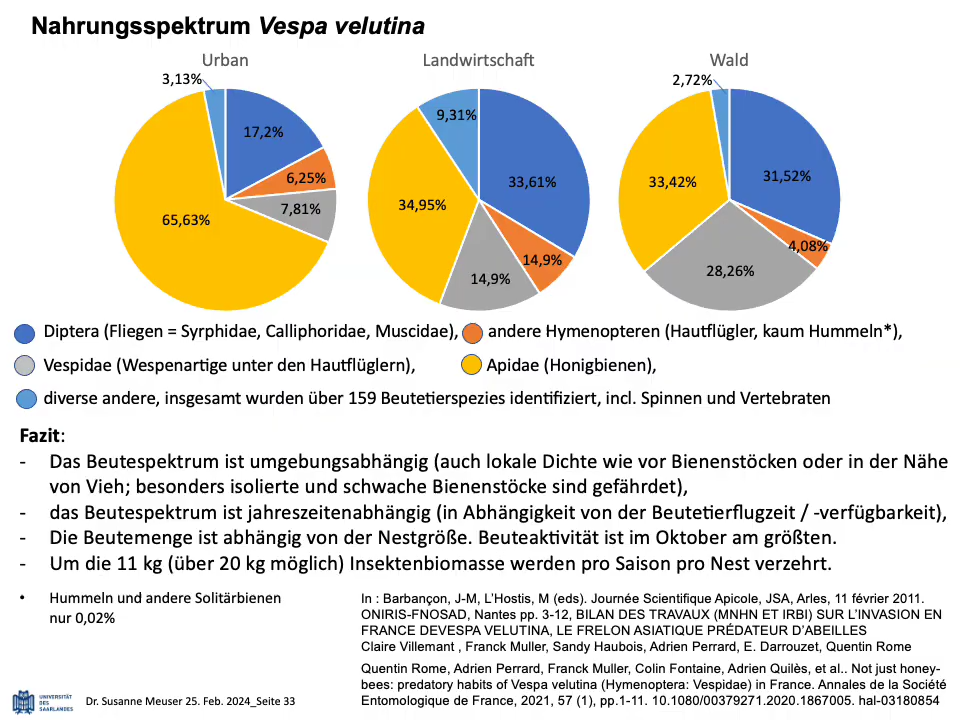 Nahrungsspektrum Vespa velutina
Urban
Landwirtschaft
Wald
3,13%
17,2%
6,25%
7,81%
65,63%
9,31%
33,61%
14,9%
14,9%
34,95%
2,72%
31,52%
4,08%
28,26%
33,42%
Diptera (Fliegen = Syrphidae, Calliphoridae, Muscidae), andere Hymenopteren (Hautflügler, kaum Hummeln*),
Vespidae (Wespenartige unter den Hautflüglern), Apidae (Honigbienen),
diverse andere, insgesamt wurden über 159 Beutetierspezies identifiziert, incl. Spinnen und Vertebraten
Fazit:
- Das Beutespektrum ist umgebungsabhängig (auch lokale Dichte wie vor Bienenstöcken oder in der Nähe
von Vieh; besonders isolierte und schwache Bienenstöcke sind gefährdet),
- das Beutespektrum ist jahreszeitenabhängig (in Abhängigkeit von der Beutetierflugzeit / -verfügbarkeit),
- Die Beutemenge ist abhängig von der Nestgröße. Beuteaktivität ist im Oktober am größten.
- Um die 11 kg (über 20 kg möglich) Insektenbiomasse werden pro Saison pro Nest verzehrt.
• Hummeln und andere Solitärbienen
nur 0,02%
In : Barbançon, J-M, L'Hostis, M (eds). Journée Scientifique Apicole, JSA, Arles, 11 février 2011.
ONIRIS-FNOSAD, Nantes pp. 3-12, BILAN DES TRAVAUX (MNHN ET IRBI) SUR L'INVASION EN
FRANCE DEVESPA VELUTINA, LE FRELON ASIATIQUE PRÉDATEUR D'ABEILLES
Claire Villemant , Franck Muller, Sandy Haubois, Adrien Perrard, E. Darrouzet, Quentin Rome
Quentin Rome, Adrien Perrard, Franck Muller, Colin Fontaine, Adrien Quilès, et al.. Not just honey-
bees: predatory habits of Vespa velutina (Hymenoptera: Vespidae) in France. Annales de la Société
Entomologique de France, 2021, 57 (1), pp.1-11. 10.1080/00379271.2020.1867005. hal-03180854
UNIVERSITÄT
DES
SAARLANDES
Dr. Susanne Meuser 25. Feb. 2024_Seite 33